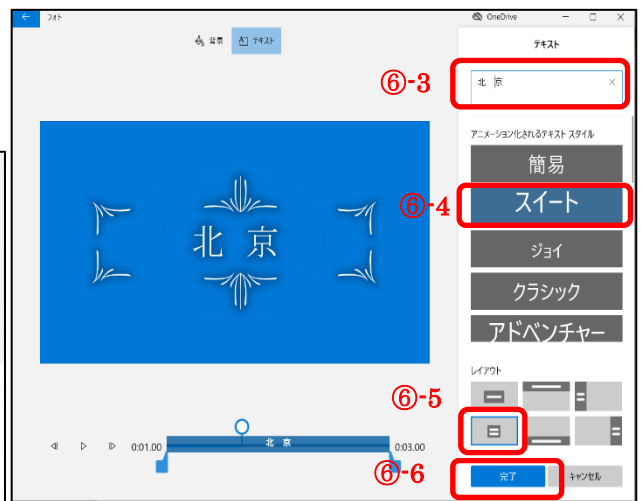 フォト
OneDrive
背景 テキスト
テキスト
⑥-3
北 京
アニメーション化されるテキスト スタイル
簡易
⑥-4
スイート
ジョイ
クラシック
アドベンチャー
北 京
レイアウト
⑥-5
0:01.00
北 京
0:03.00
⑥-6
完了
キャンセル